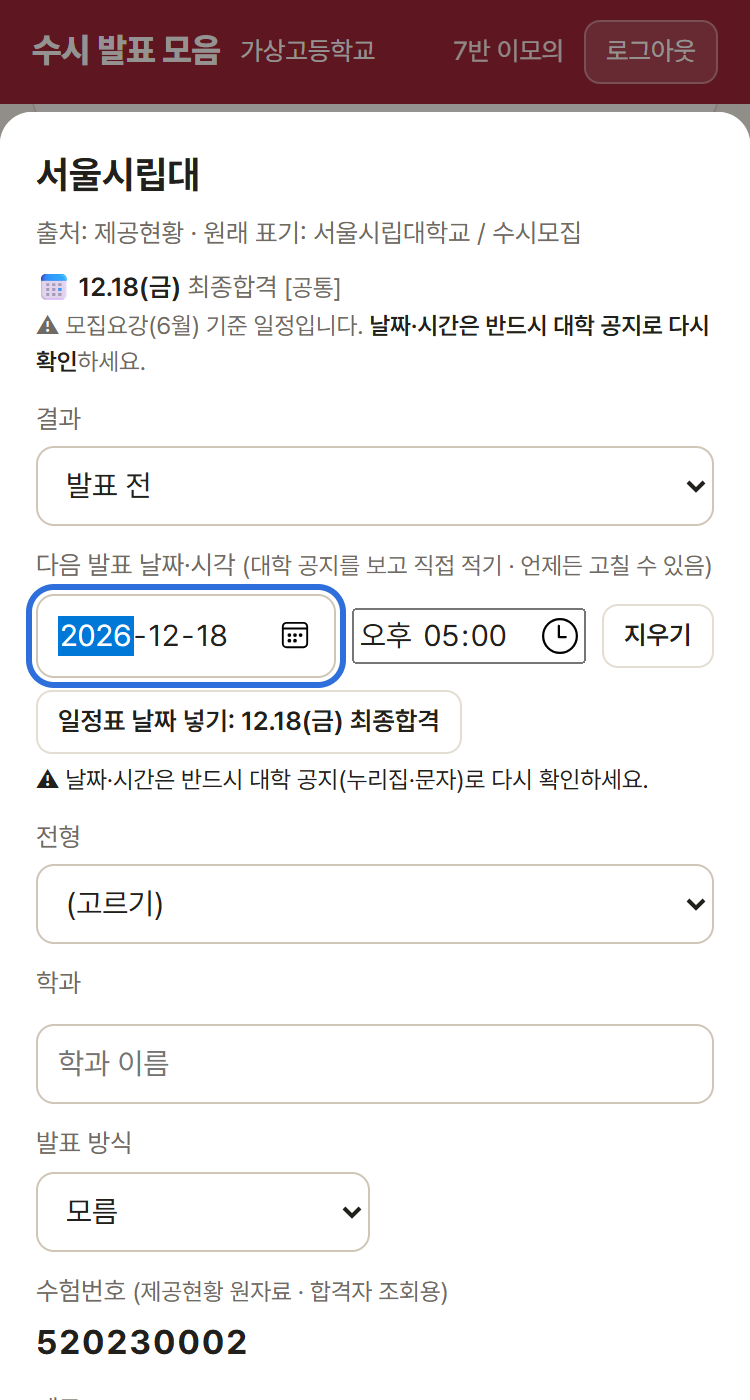 수시 발표 모음 가상고등학교 7반 이모의 로그아웃
서울시립대
출처: 제공현황 · 원래 표기: 서울시립대학교 / 수시모집
12.18(금) 최종합격 [공통]
⚠ 모집요강(6월) 기준 일정입니다. 날짜·시간은 반드시 대학 공지로 다시
확인하세요.
결과
발표 전
다음 발표 날짜·시각 (대학 공지를 보고 직접 적기 · 언제든 고칠 수 있음)
2026-12-18 오후 05:00 지우기
일정표 날짜 넣기: 12.18(금) 최종합격
⚠ 날짜·시간은 반드시 대학 공지(누리집·문자)로 다시 확인하세요.
전형
(고르기)
학과
학과 이름
발표 방식
모름
수험번호 (제공현황 원자료 · 합격자 조회용)
520230002